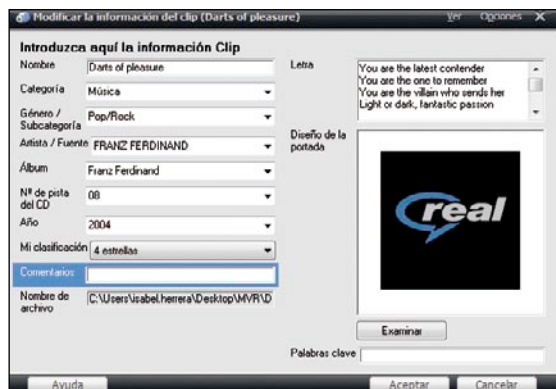 Modificar la información del clip (Darts of pleasure)
Ver Opciones X
Introduzca aquí la información Clip
Nombre Darts of pleasure
Categoría Música
Género / Subcategoría Pop/Rock
Artista / Fuente FRANZ FERDINAND
Álbum Franz Ferdinand
Nº de pista del CD 08
Año 2004
Mi clasificación 4 estrellas
Comentarios
Nombre de archivo C:\Users\isabel.herrera\Desktop\MVR\D
Letra
You are the latest contender
You are the one to remember
You are the villain who sends her
Light or dark, fantastic passion
Diseño de la portada
real
Examinar
Palabras clave
Ayuda
Aceptar
Cancelar